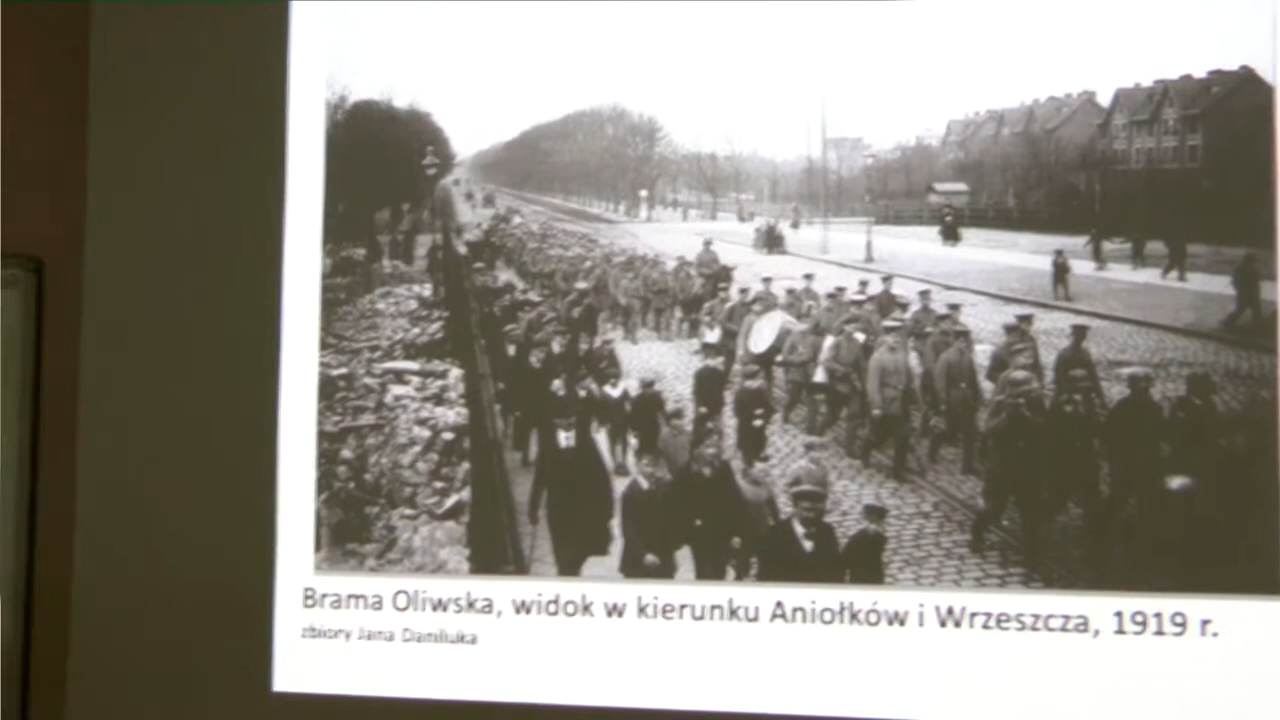 Brama Oliwska, widok w kierunku Aniołków i Wrzeszcza, 1919 r.
zbiory Jana Daniluka